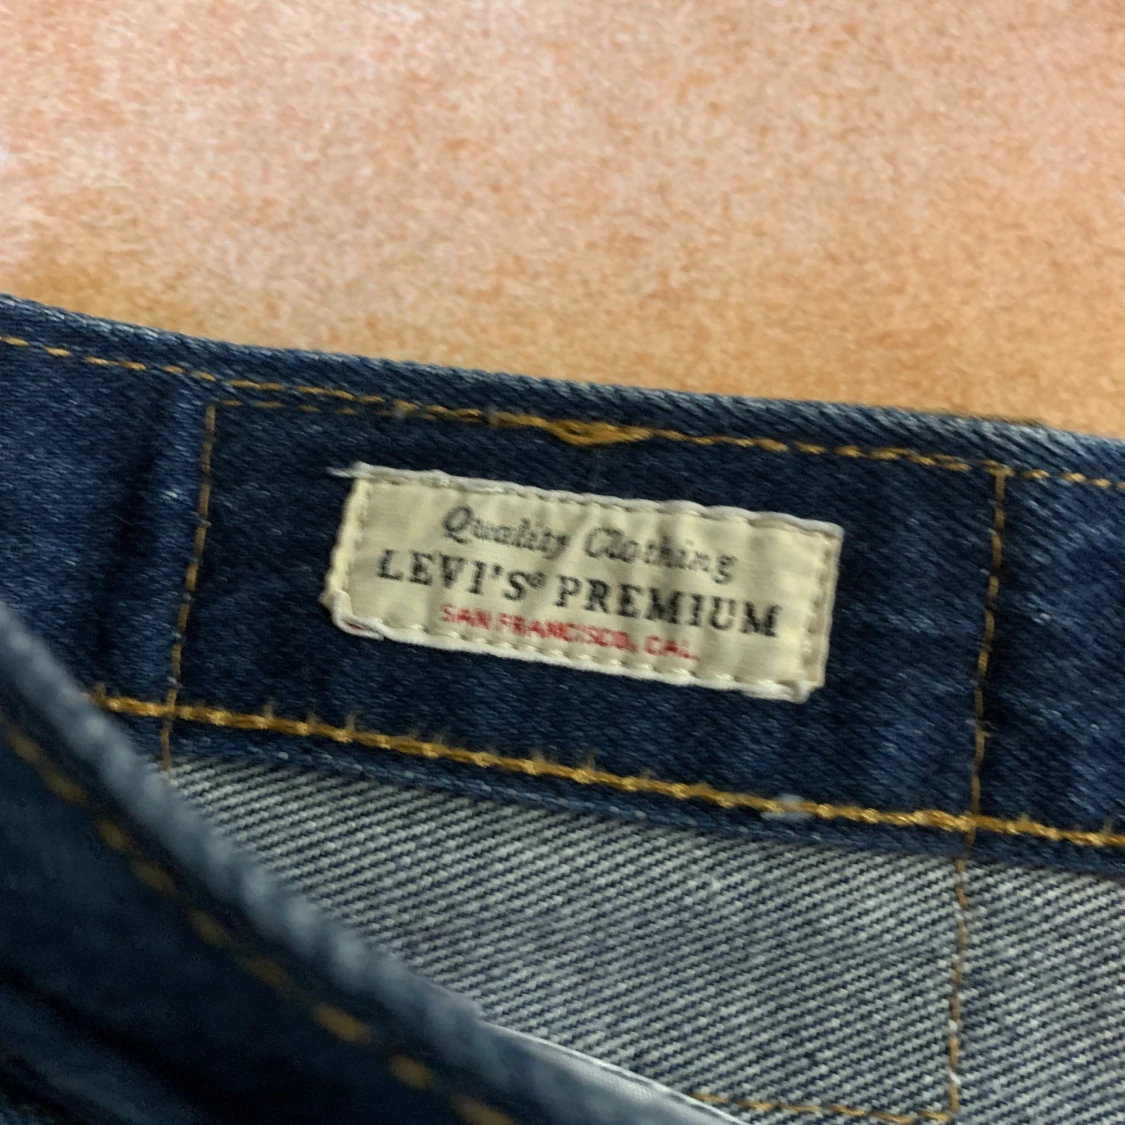 Quality Clothing
LEVI'S® PREMIUM
SAN FRANCISCO, CAL.